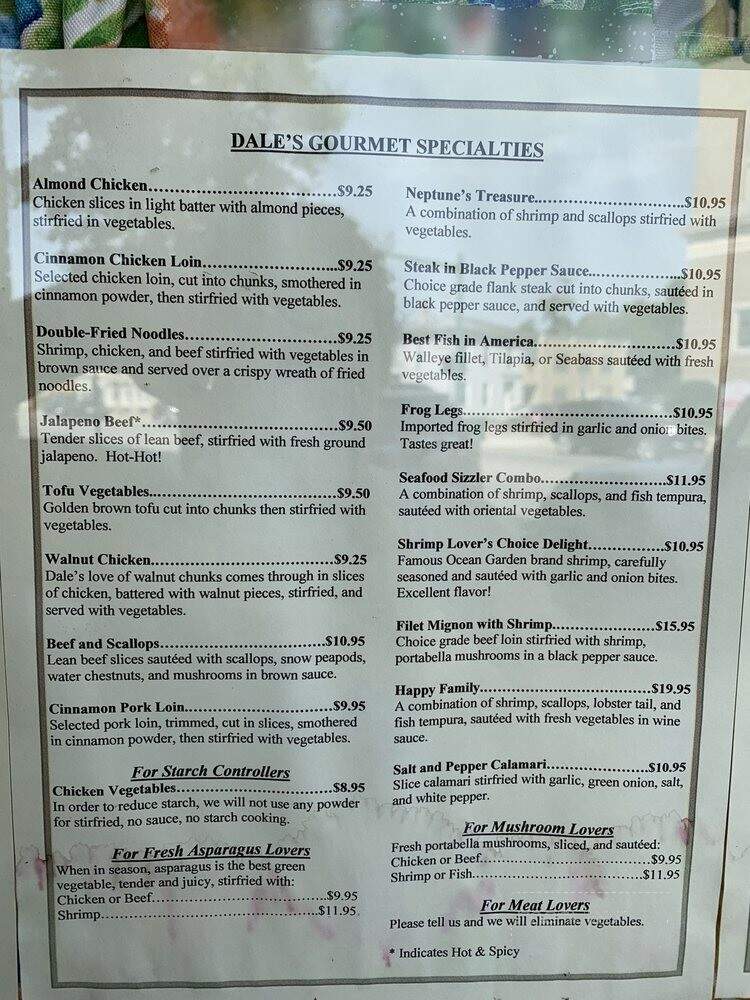 DALE'S GOURMET SPECIALTIES
Almond Chicken.................................$9.25
Chicken slices in light batter with almond pieces,
stirfried in vegetables.
Cinnamon Chicken Loin.........................$9.25
Selected chicken loin, cut into chunks, smothered in
cinnamon powder, then stirfried with vegetables.
Double-Fried Noodles...........................$9.25
Shrimp, chicken, and beef stirfried with vegetables in
brown sauce and served over a crispy wreath of fried
noodles.
Jalapeno Beef*..................................$9.50
Tender slices of lean beef, stirfried with fresh ground
jalapeno. Hot-Hot!
Tofu Vegetables.................................$9.50
Golden brown tofu cut into chunks then stirfried with
vegetables.
Walnut Chicken.................................$9.25
Dale's love of walnut chunks comes through in slices
of chicken, battered with walnut pieces, stirfried, and
served with vegetables.
Beef and Scallops..............................$10.95
Lean beef slices sautéed with scallops, snow peapods,
water chestnuts, and mushrooms in brown sauce.
Cinnamon Pork Loin...........................$9.95
Selected pork loin, trimmed, cut in slices, smothered
in cinnamon powder, then stirfried with vegetables.
For Starch Controllers
Chicken Vegetables.............................$8.95
In order to reduce starch, we will not use any powder
for stirfried, no sauce, no starch cooking.
For Fresh Asparagus Lovers
When in season, asparagus is the best green
vegetable, tender and juicy, stirfried with:
Chicken or Beef................................$9.95
Shrimp........................................$11.95
Neptune's Treasure............................$10.95
A combination of shrimp and scallops stirfried with
vegetables.
Steak in Black Pepper Sauce..................$10.95
Choice grade flank steak cut into chunks, sautéed in
black pepper sauce, and served with vegetables.
Best Fish in America...........................$10.95
Walleye fillet, Tilapia, or Seabass sautéed with fresh
vegetables.
Frog Legs........................................$10.95
Imported frog legs stirfried in garlic and onion bites.
Tastes great!
Seafood Sizzler Combo.........................$11.95
A combination of shrimp, scallops, and fish tempura,
sautéed with oriental vegetables.
Shrimp Lover's Choice Delight...............$10.95
Famous Ocean Garden brand shrimp, carefully
seasoned and sautéed with garlic and onion bites.
Excellent flavor!
Filet Mignon with Shrimp.....................$15.95
Choice grade beef loin stirfried with shrimp,
portabella mushrooms in a black pepper sauce.
Happy Family..................................$19.95
A combination of shrimp, scallops, lobster tail, and
fish tempura, sautéed with fresh vegetables in wine
sauce.
Salt and Pepper Calamari.....................$10.95
Slice calamari stirfried with garlic, green onion, salt,
and white pepper.
For Mushroom Lovers
Fresh portabella mushrooms, sliced, and sautéed:
Chicken or Beef................................$9.95
Shrimp or Fish.................................$11.95
For Meat Lovers
Please tell us and we will eliminate vegetables.
* Indicates Hot & Spicy